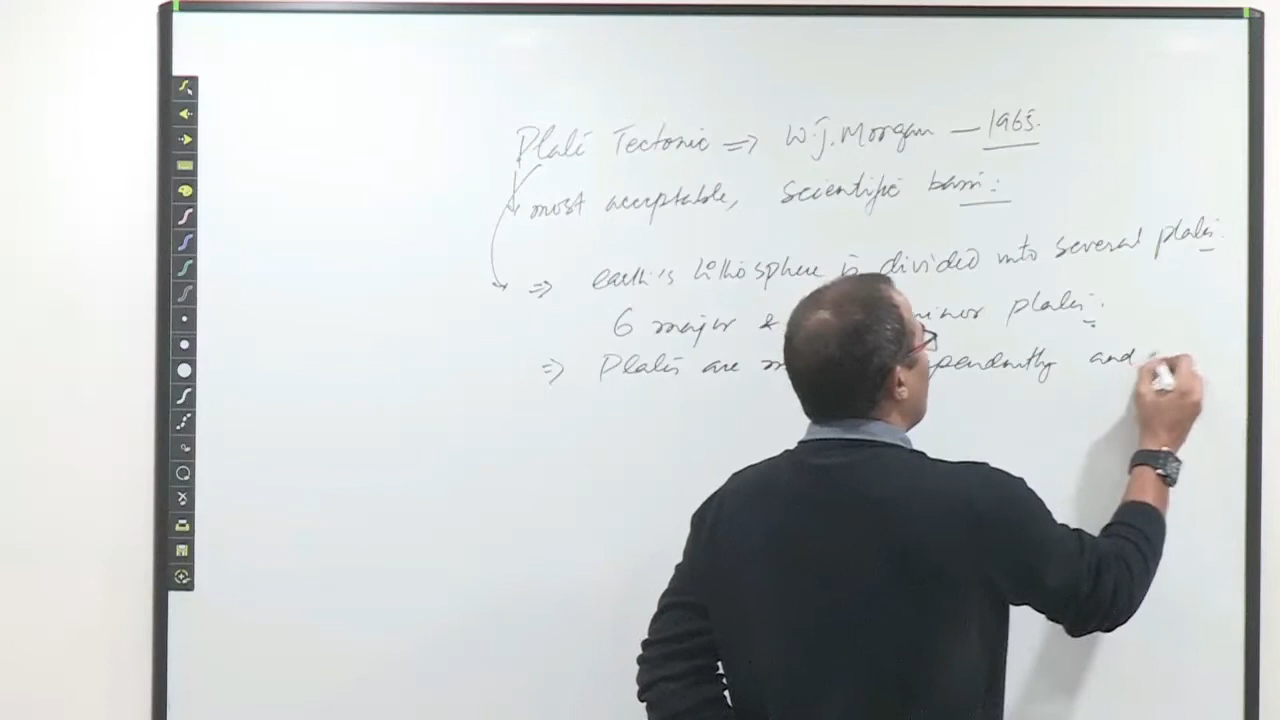 Plate Tectonic => W.J. Morgan — 1965.
most acceptable, scientific basis:
=> earth's lithosphere is divided into several plates.
6 major & minor plates.
=> Plates are and